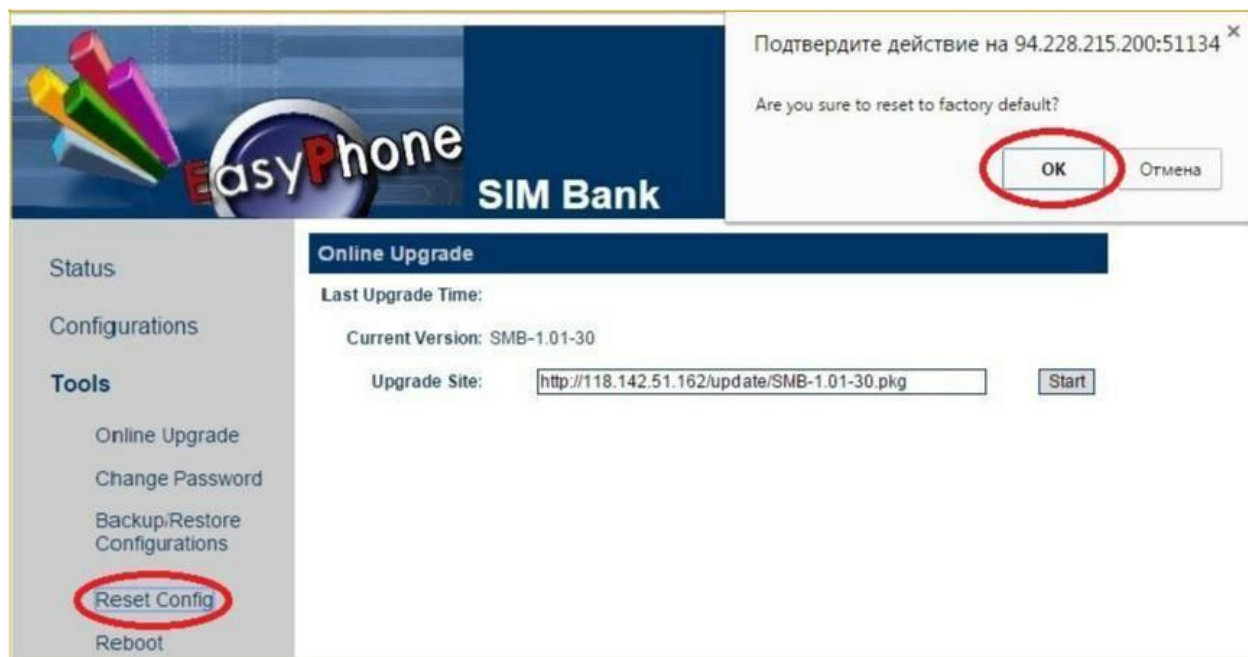 EasyPhone
SIM Bank
Подтвердите действие на 94.228.215.200:51134
×
Are you sure to reset to factory default?
OK
Отмена
Status
Configurations
Tools
Online Upgrade
Change Password
Backup/Restore
Configurations
Reset Config
Reboot
Online Upgrade
Last Upgrade Time:
Current Version: SMB-1.01-30
Upgrade Site: http://118.142.51.162/update/SMB-1.01-30.pkg Start